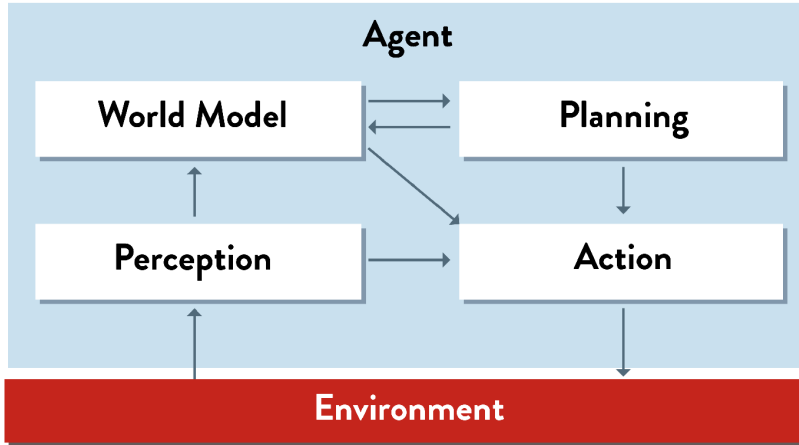 Agent
World Model
Planning
Perception
Action
Environment